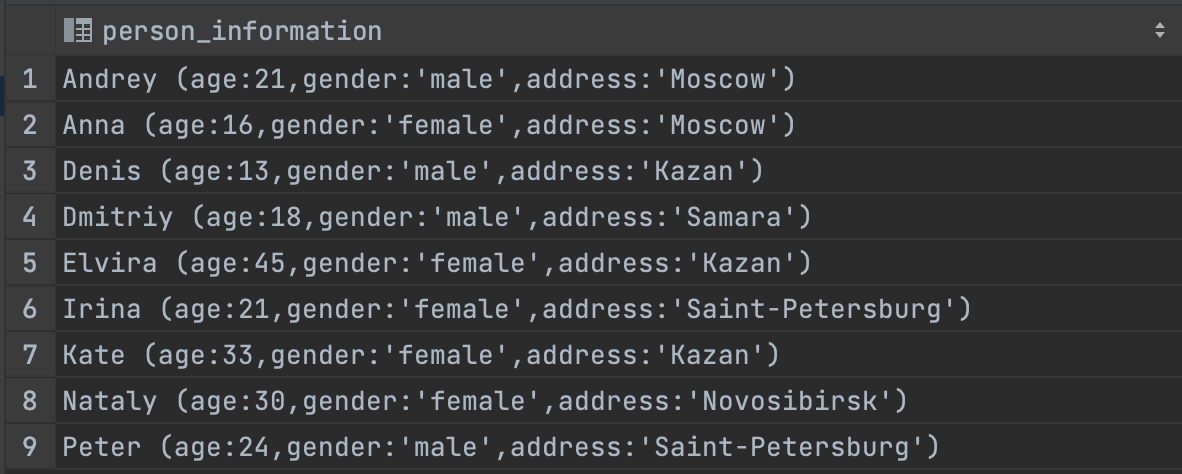 person_information
1 Andrey (age:21,gender:'male',address:'Moscow')
2 Anna (age:16,gender:'female',address:'Moscow')
3 Denis (age:13,gender:'male',address:'Kazan')
4 Dmitriy (age:18,gender:'male',address:'Samara')
5 Elvira (age:45,gender:'female',address:'Kazan')
6 Irina (age:21,gender:'female',address:'Saint-Petersburg')
7 Kate (age:33,gender:'female',address:'Kazan')
8 Nataly (age:30,gender:'female',address:'Novosibirsk')
9 Peter (age:24,gender:'male',address:'Saint-Petersburg')